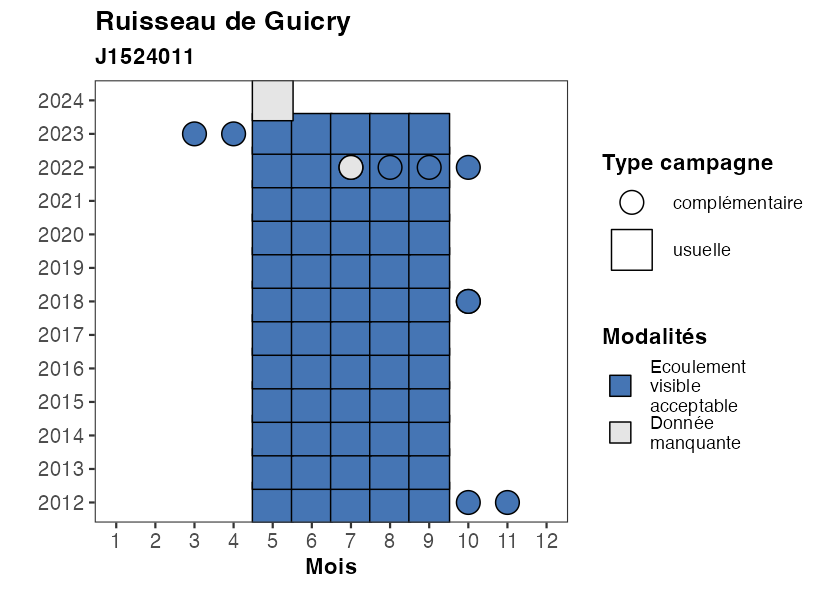 Ruisseau de Guicry
J1524011
2024
2023
2022
2021
2020
2019
2018
2017
2016
2015
2014
2013
2012
1 2 3 4 5 6 7 8 9 10 11 12
Mois
Type campagne
complémentaire
usuelle
Modalités
Ecoulement
visible
acceptable
Donnée
manquante